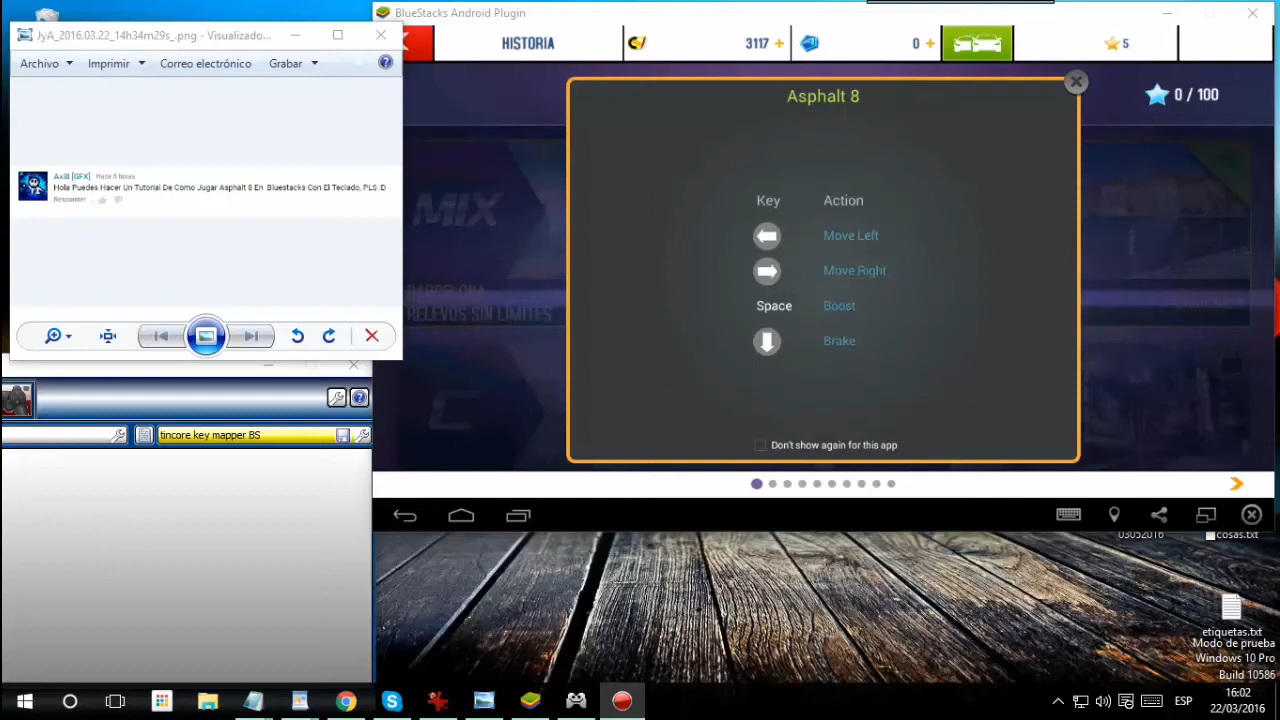 JyA_2016.03.22_14h34m29s_.png - Visualizado...
Archivo Imprimir Correo electrónico Grabar
Ax3l [GFX] Hace 3 horas
Hola Puedes Hacer Un Tutorial De Como Jugar Asphalt 8 En Bluestacks Con El Teclado, PLS :D
Responder
tincore key mapper BS
BlueStacks Android Plugin
HISTORIA 3117 + 0 + 5
0 / 100
MIX
BARCELONA
RELEVOS SIN LÍMITES
Asphalt 8
Key Action
Move Left
Move Right
Space Boost
Brake
Don't show again for this app
03052016 cosas.txt
etiquetas.txt
Modo de prueba
Windows 10 Pro
Build 10586
ESP
16:02
22/03/2016